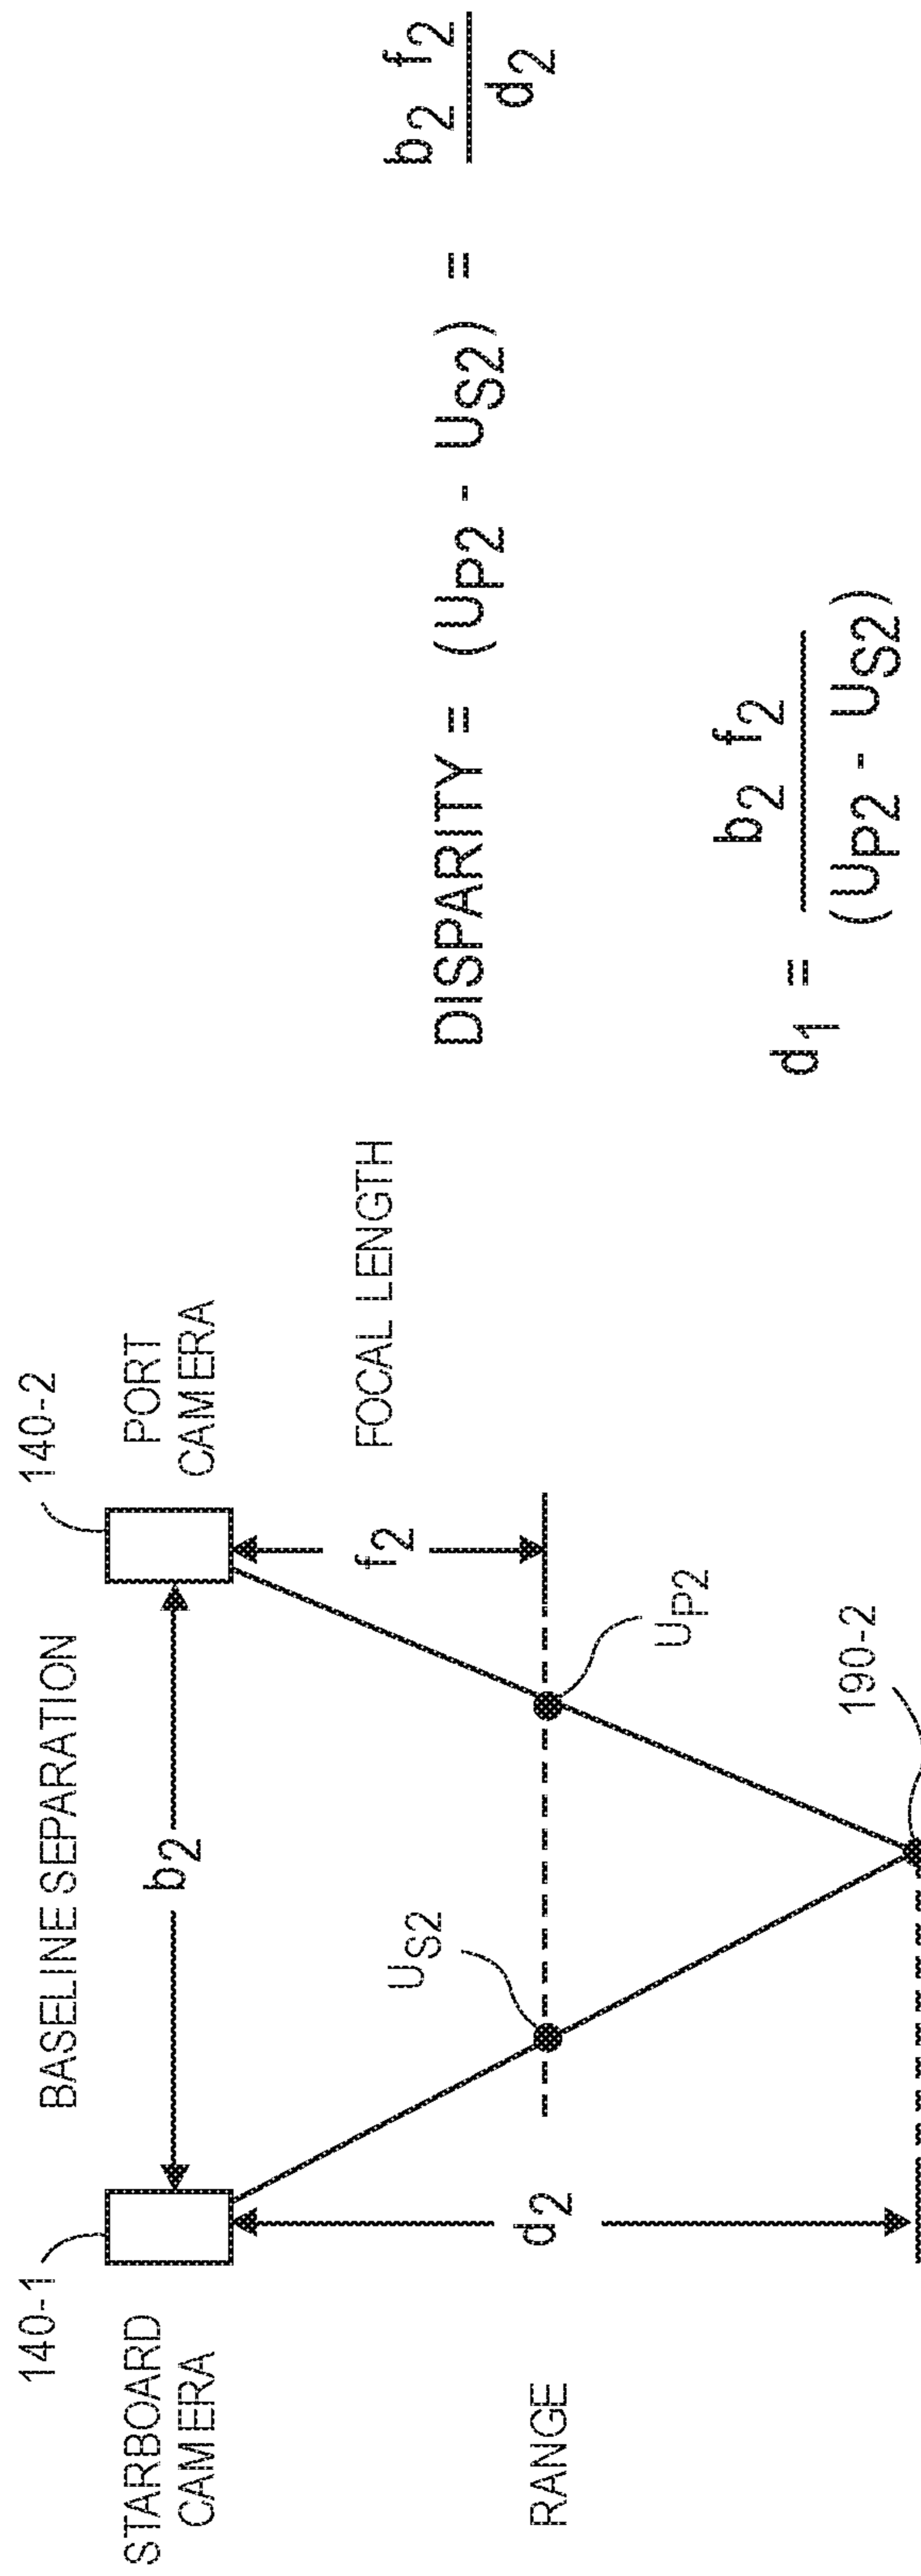 140-1
BASELINE SEPARATION
140-2
STARBOARD
CAMERA
b2
PORT
CAMERA
US2
f2
FOCAL LENGTH
RANGE
d2
UP2
190-2
DISPARITY = (UP2 - US2) = b2 f2 / d2
d1 = b2 f2 / (UP2 - US2)